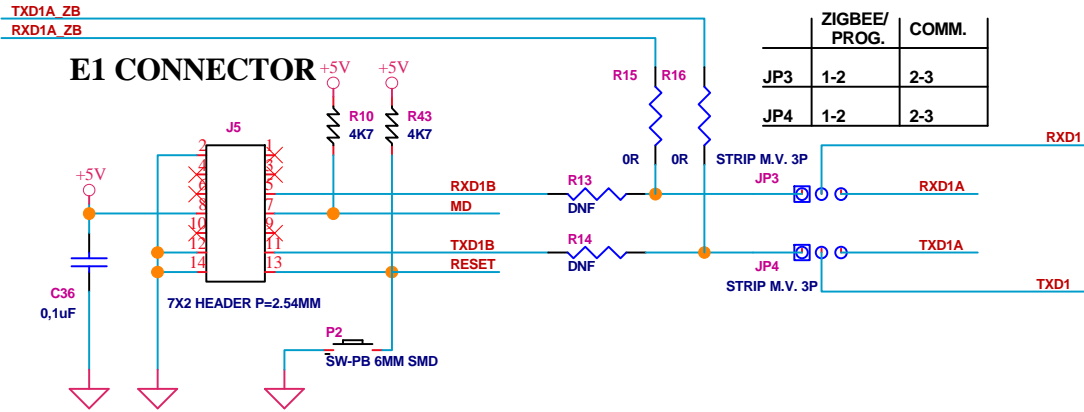 TXD1A_ZB
RXD1A_ZB
E1 CONNECTOR
ZIGBEE/
PROG.
COMM.
JP3 1-2 2-3
JP4 1-2 2-3
+5V
+5V
R10
4K7
R43
4K7
R15
R16
0R
0R
J5
2
4
6
8
10
12
14
1
3
5
7
9
11
13
+5V
RXD1B
MD
TXD1B
RESET
R13
DNF
R14
DNF
STRIP M.V. 3P
JP3
RXD1
RXD1A
TXD1A
JP4
STRIP M.V. 3P
TXD1
C36
0,1uF
7X2 HEADER P=2.54MM
P2
SW-PB 6MM SMD